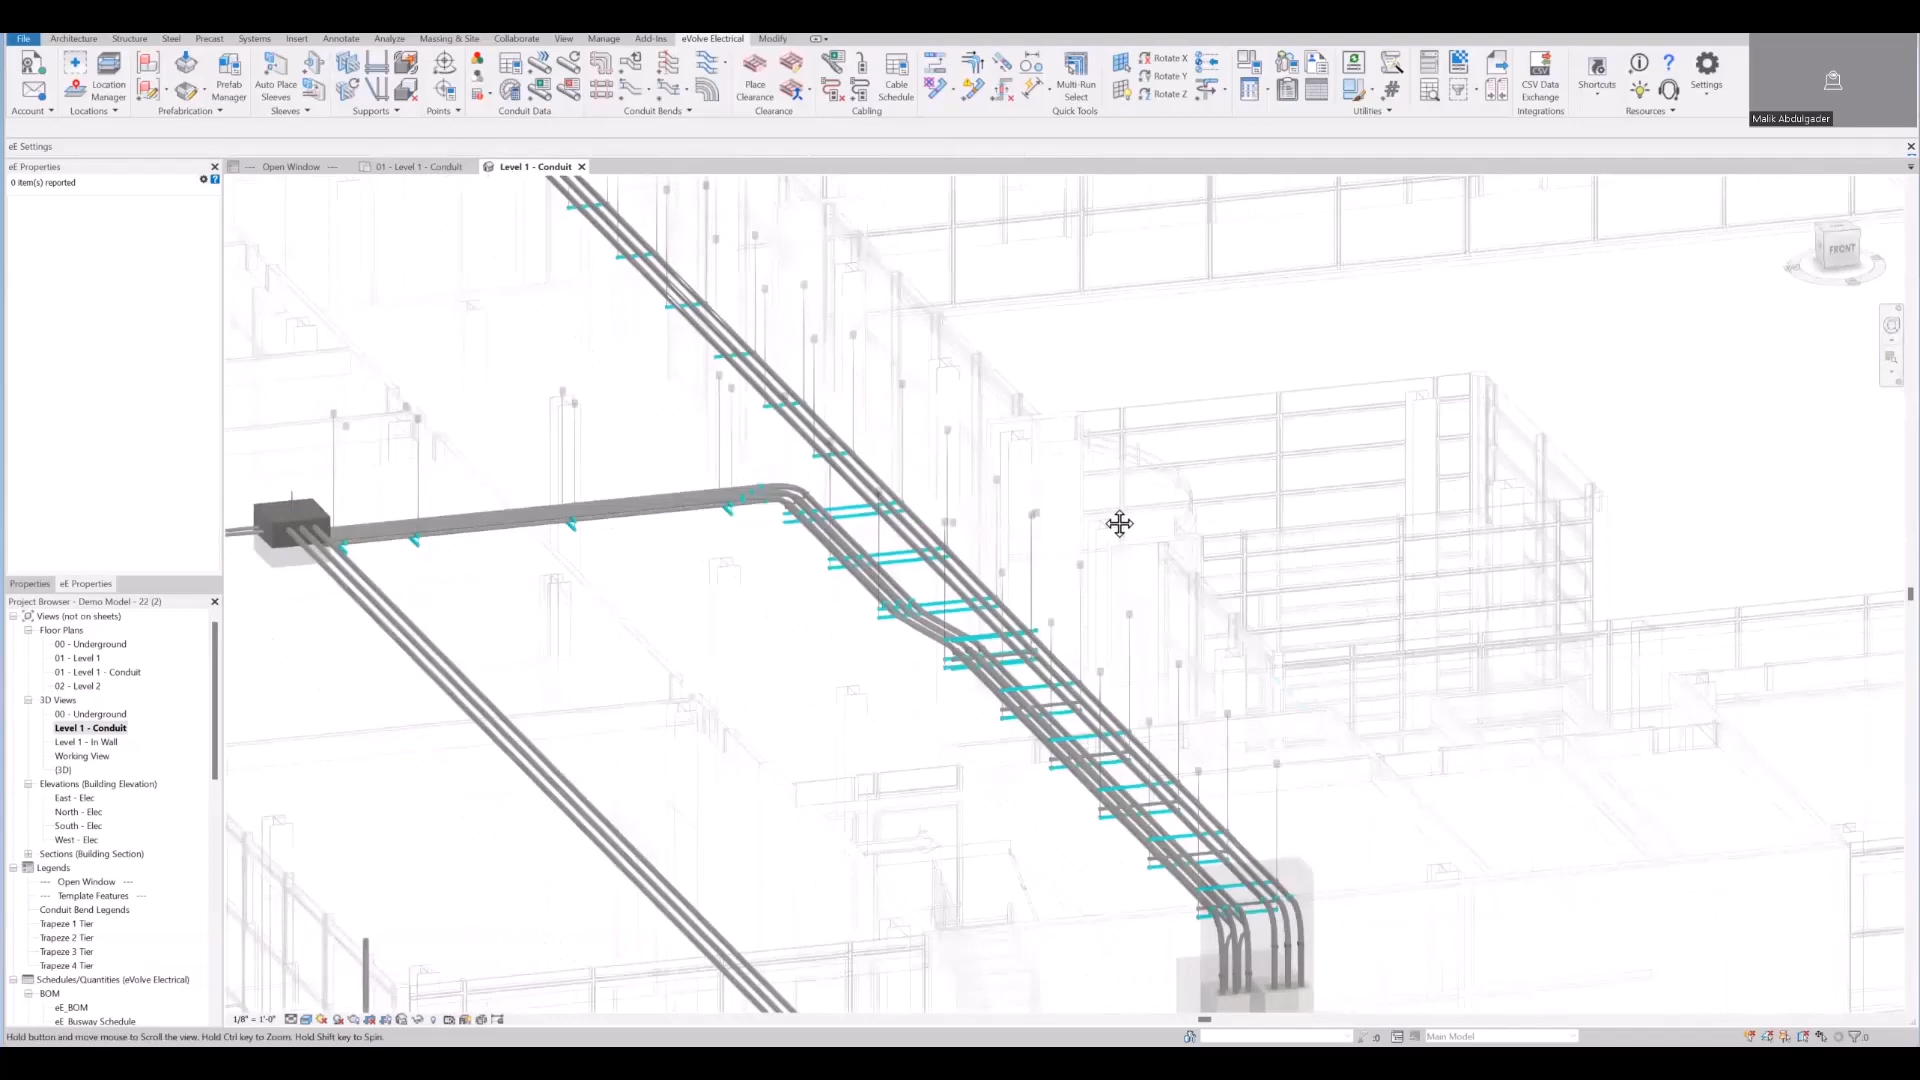 File Architecture Structure Steel Precast Systems Insert Annotate Analyze Massing & Site Collaborate View Manage Add-Ins eVolve Electrical Modify
Location Manager
Prefab Manager
Auto Place Sleeves
Place Clearance
Cable Schedule
Multi-Run Select
Rotate X
Rotate Y
Rotate Z
CSV
CSV Data Exchange
Shortcuts
Settings
Account Locations Prefabrication Sleeves Supports Points Conduit Data Conduit Bends Clearance Cabling Quick Tools Utilities Integrations Resources
Malik Abdulgader
eE Settings
eE Properties
0 item(s) reported
--- Open Window --- 01 - Level 1 - Conduit Level 1 - Conduit
FRONT
Properties eE Properties
Project Browser - Demo Model - 22 (2)
Views (not on sheets)
Floor Plans
00 - Underground
01 - Level 1
01 - Level 1 - Conduit
02 - Level 2
3D Views
00 - Underground
Level 1 - Conduit
Level 1 - In Wall
Working View
{3D}
Elevations (Building Elevation)
East - Elec
North - Elec
South - Elec
West - Elec
Sections (Building Section)
Legends
--- Open Window ---
--- Template Features ---
Conduit Bend Legends
Trapeze 1 Tier
Trapeze 2 Tier
Trapeze 3 Tier
Trapeze 4 Tier
Schedules/Quantities (eVolve Electrical)
BOM
eE_BOM
eE_Busway Schedule
1/8" = 1'-0"
Hold button and move mouse to Scroll the view. Hold Ctrl key to Zoom. Hold Shift key to Spin.
:0
Main Model
:0